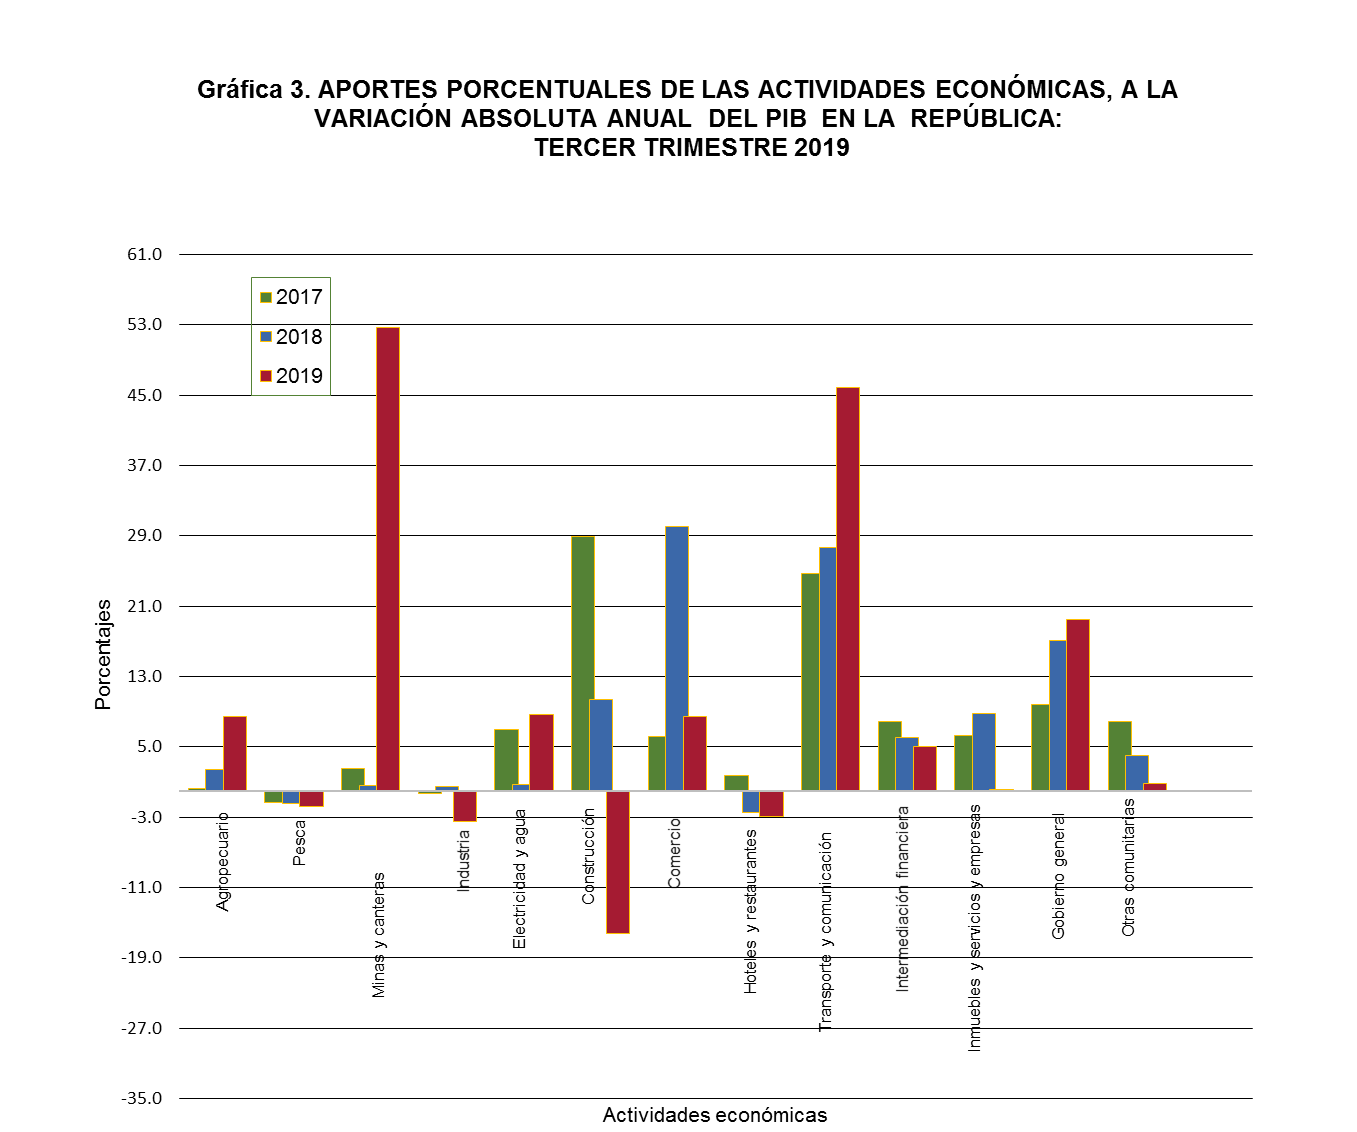 Gráfica 3. APORTES PORCENTUALES DE LAS ACTIVIDADES ECONÓMICAS, A LA
VARIACIÓN ABSOLUTA ANUAL DEL PIB EN LA REPÚBLICA:
TERCER TRIMESTRE 2019
61.0
53.0
45.0
37.0
29.0
21.0
13.0
5.0
-3.0
-11.0
-19.0
-27.0
-35.0
Porcentajes
2017
2018
2019
Agropecuario
Pesca
Minas y canteras
Industria
Electricidad y agua
Construcción
Comercio
Hoteles y restaurantes
Transporte y comunicación
Intermediación financiera
Inmuebles y servicios y empresas
Gobierno general
Otras comunitarias
Actividades económicas